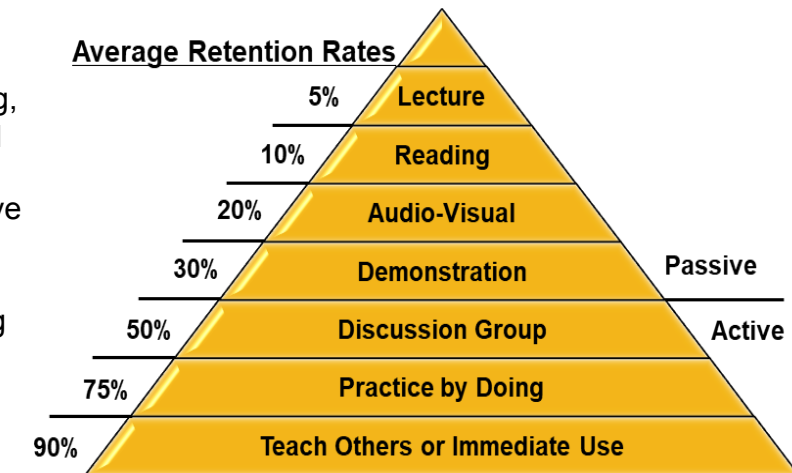 Average Retention Rates
5% Lecture
10% Reading
20% Audio-Visual
30% Demonstration
Passive
50% Discussion Group
Active
75% Practice by Doing
90% Teach Others or Immediate Use